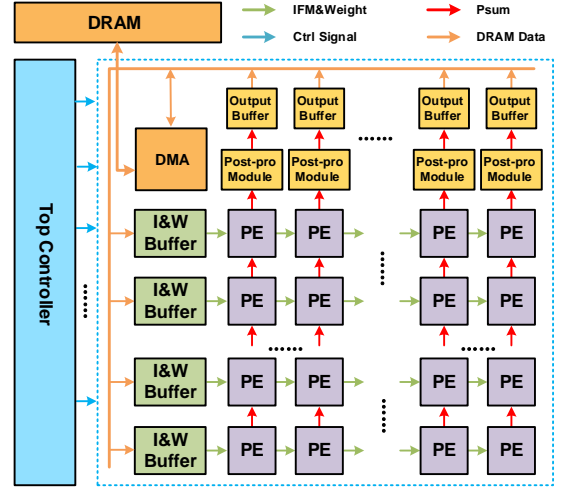 DRAM
IFM&Weight
Psum
Ctrl Signal
DRAM Data
Top Controller
DMA
Output
Buffer
Output
Buffer
Output
Buffer
Output
Buffer
Post-pro
Module
Post-pro
Module
Post-pro
Module
Post-pro
Module
I&W
Buffer
PE
PE
PE
PE
I&W
Buffer
PE
PE
PE
PE
I&W
Buffer
PE
PE
PE
PE
I&W
Buffer
PE
PE
PE
PE